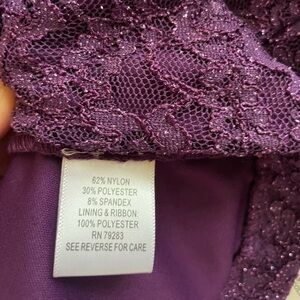 62% NYLON
30% POLYESTER
8% SPANDEX
LINING & RIBBON:
100% POLYESTER
RN 79283
SEE REVERSE FOR CARE